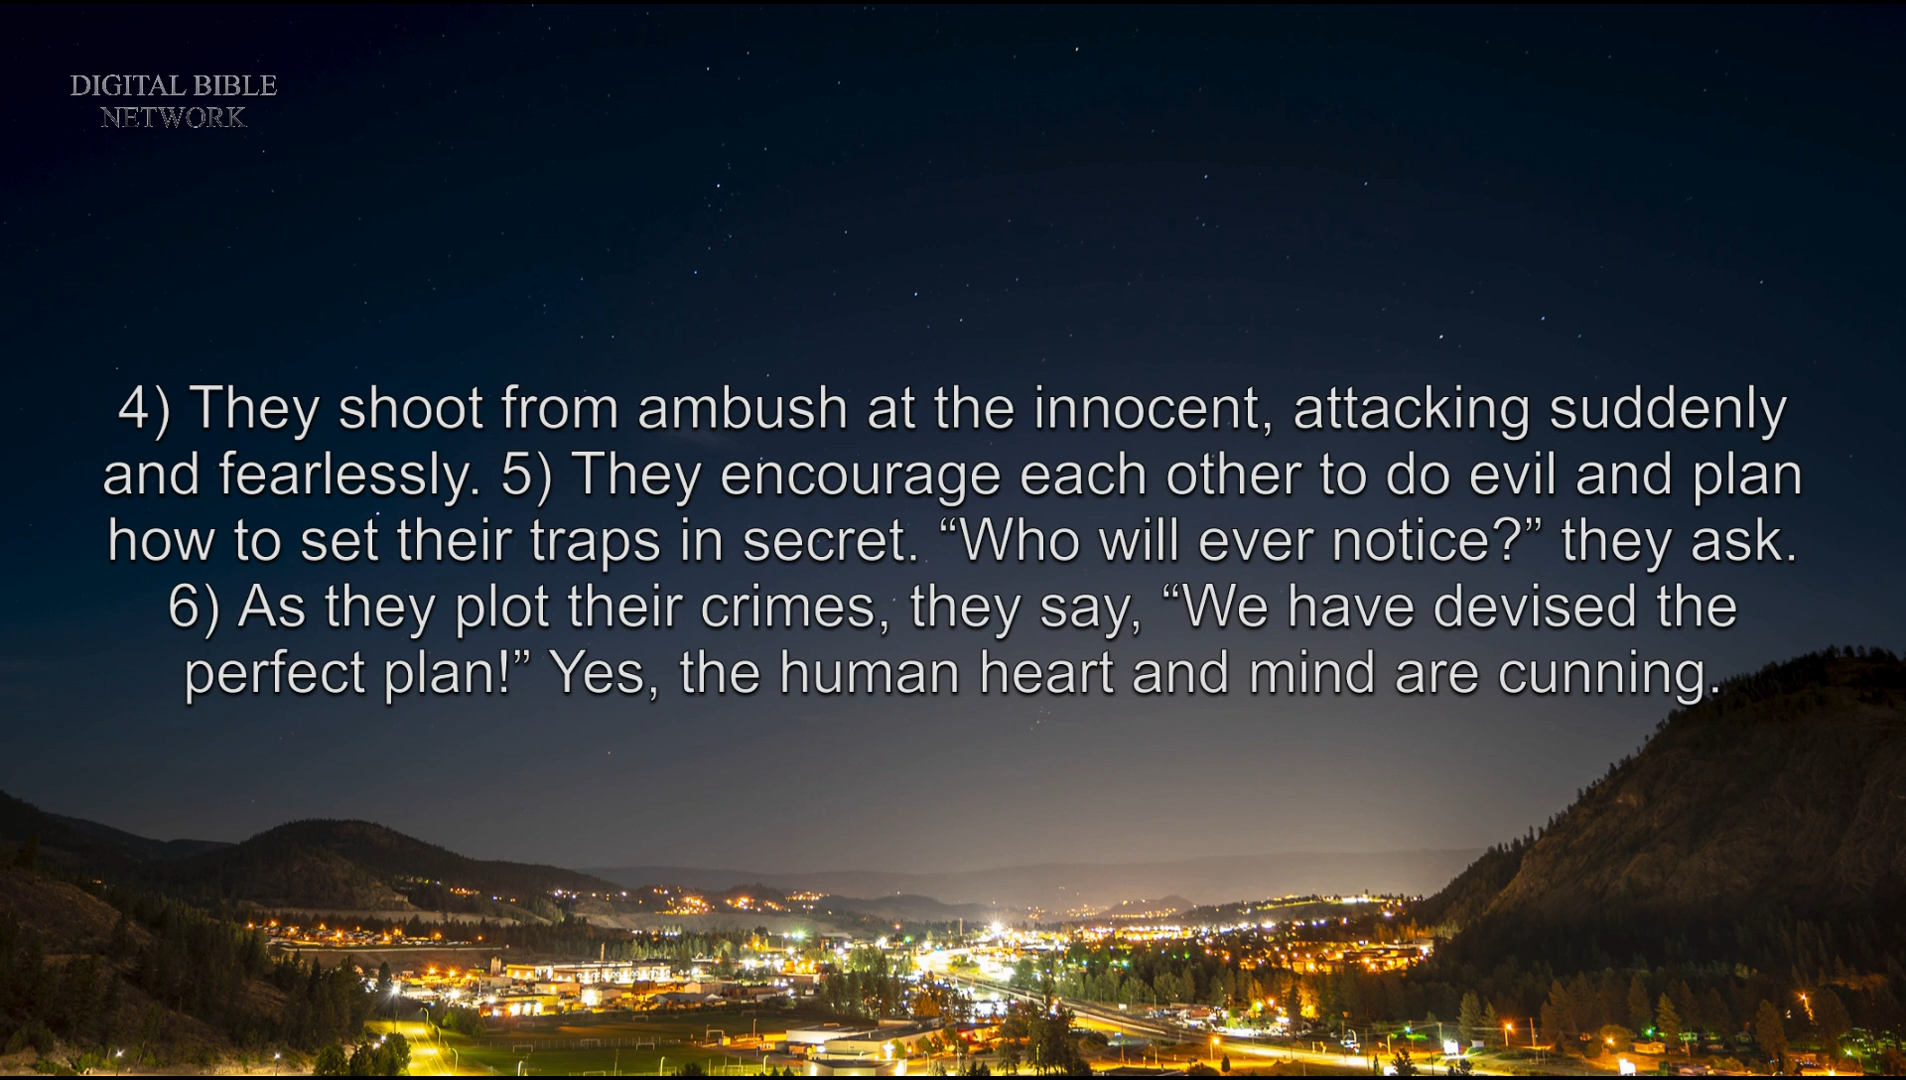 DIGITAL BIBLE
NETWORK
4) They shoot from ambush at the innocent, attacking suddenly
and fearlessly. 5) They encourage each other to do evil and plan
how to set their traps in secret. “Who will ever notice?” they ask.
6) As they plot their crimes, they say, “We have devised the
perfect plan!” Yes, the human heart and mind are cunning.